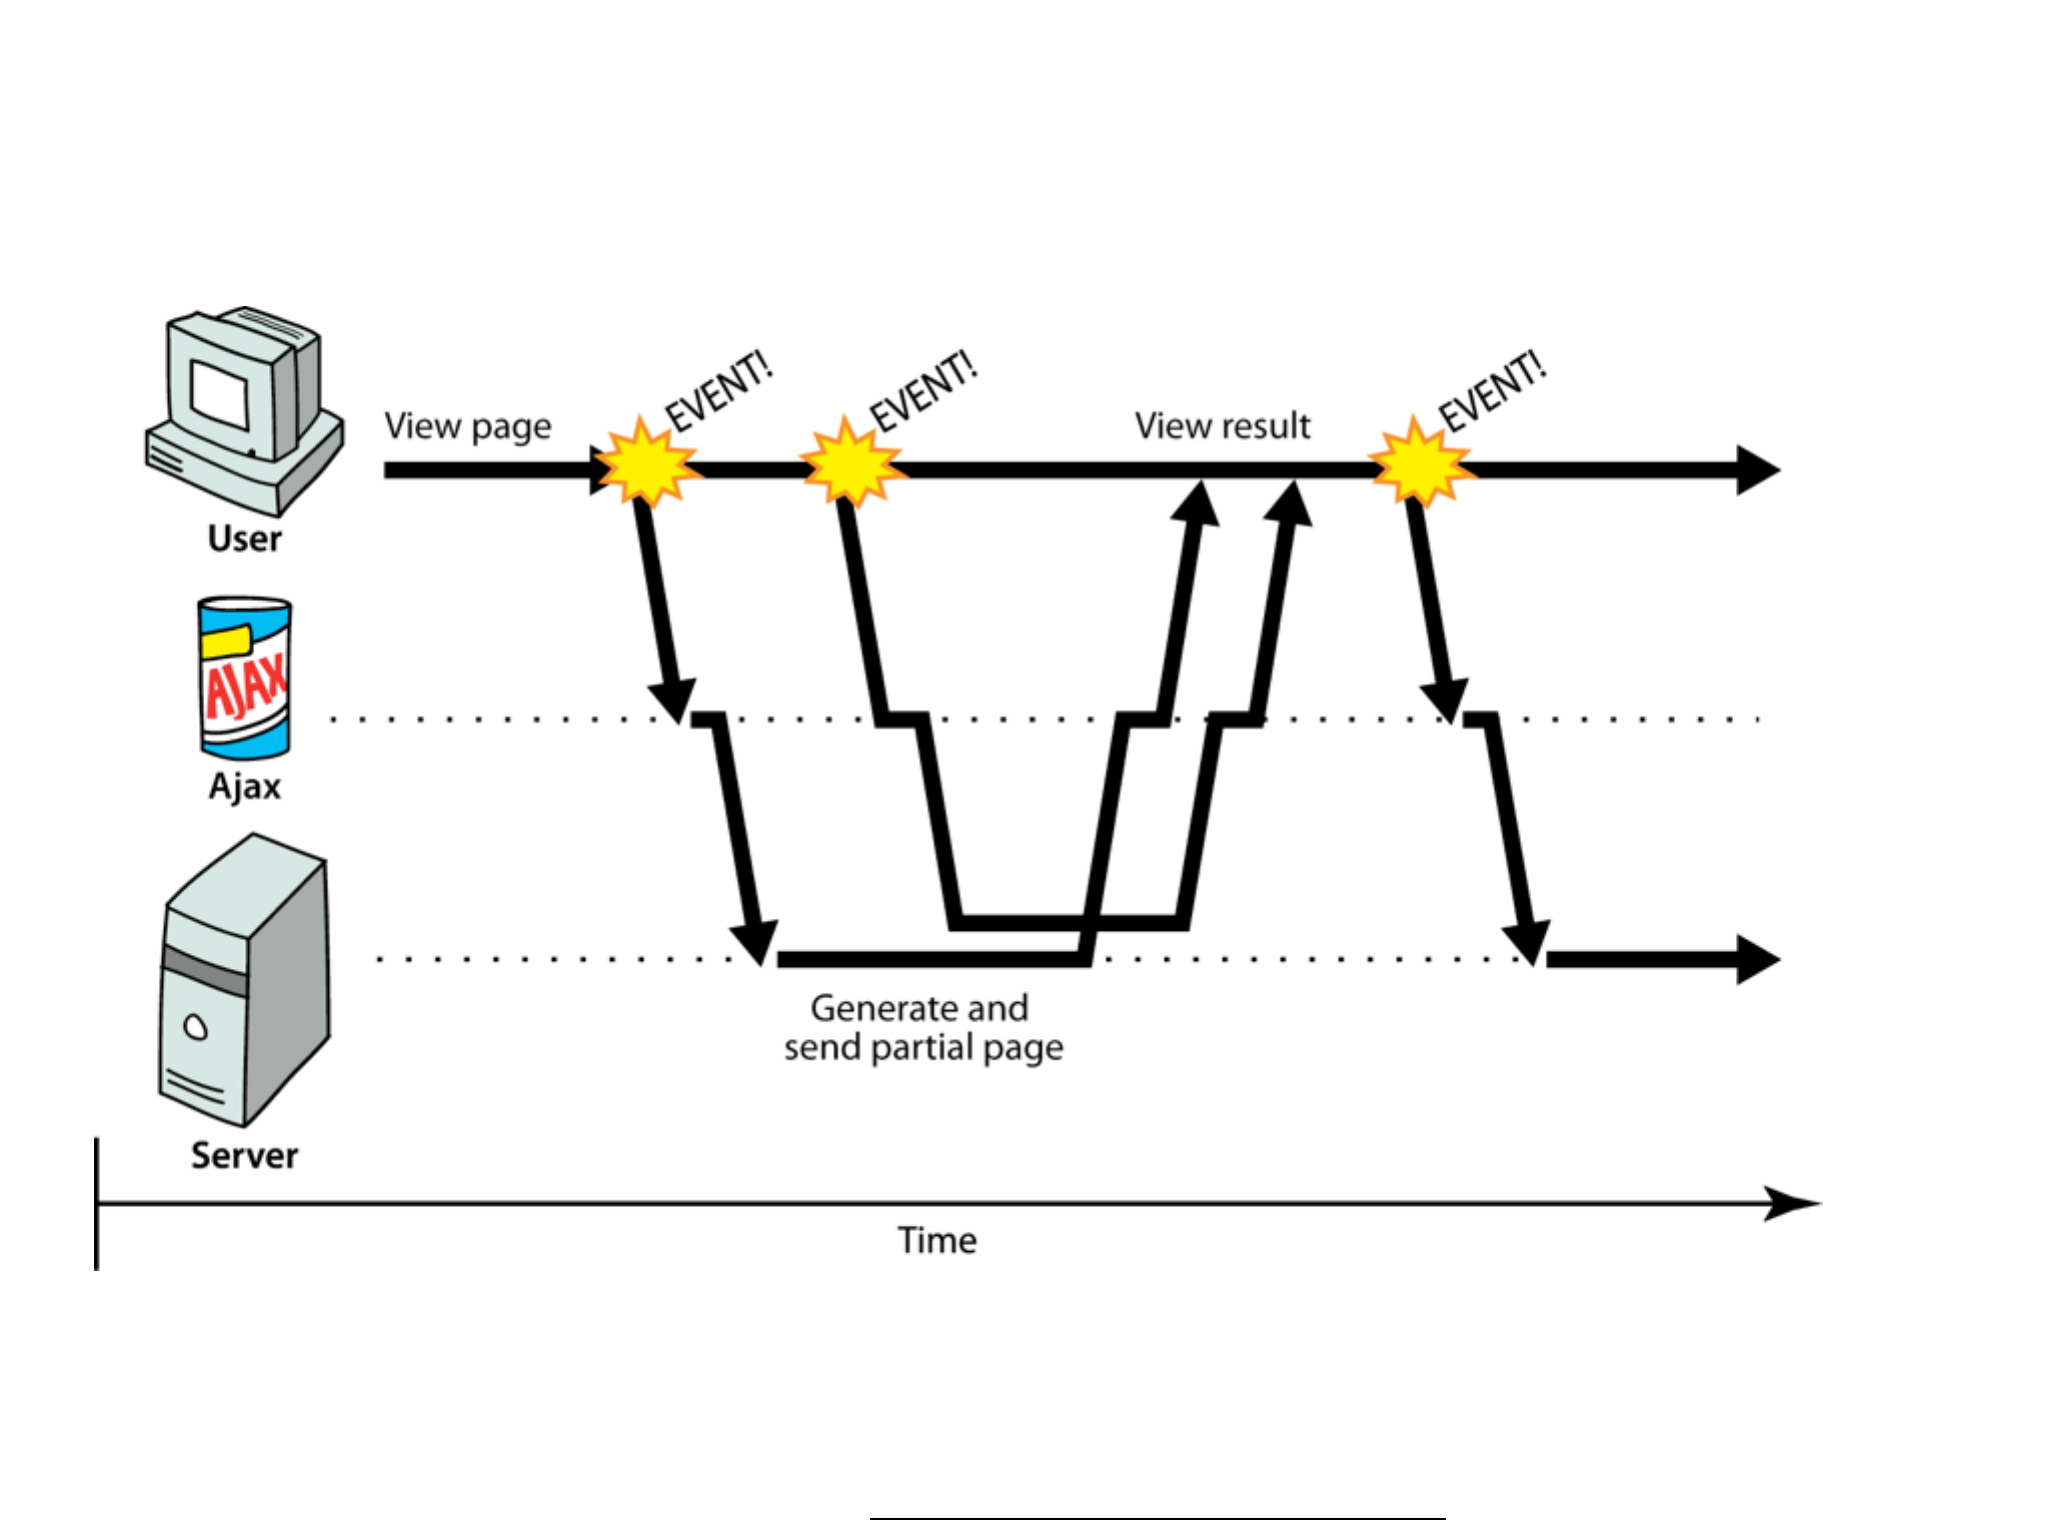 EVENT!
EVENT!
EVENT!
View page
View result
User
AJAX
Ajax
Generate and
send partial page
Server
Time